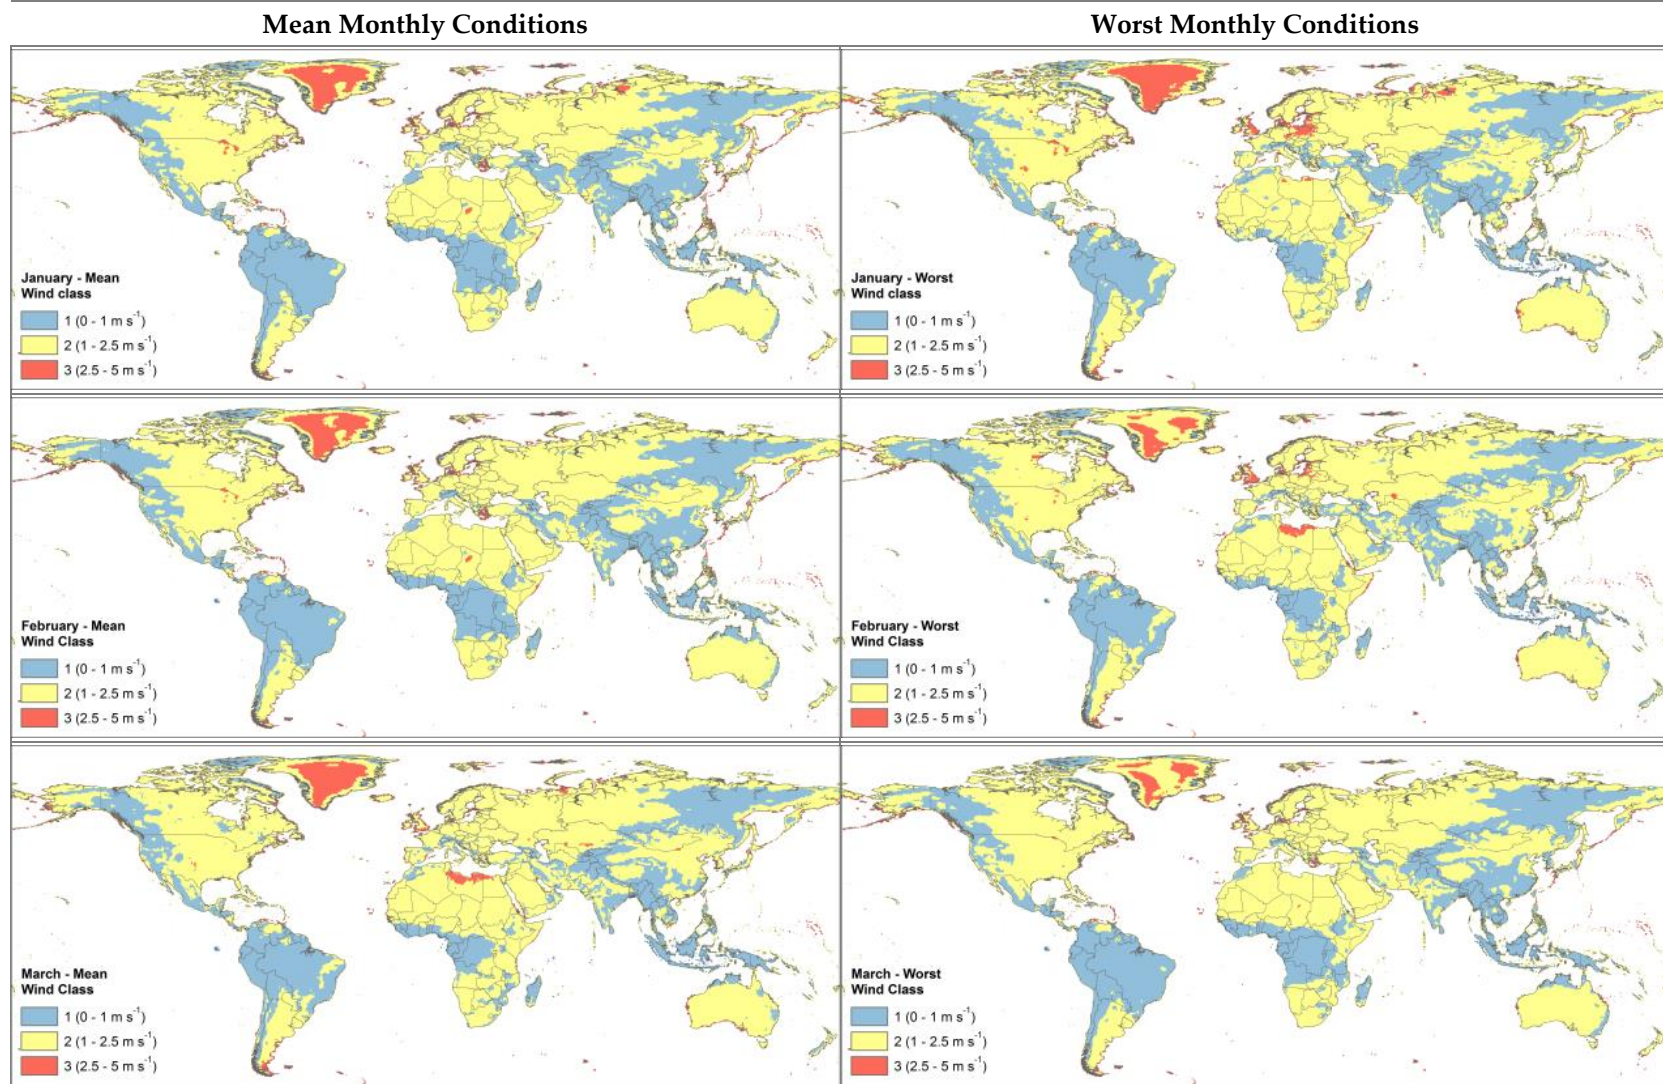 Mean Monthly Conditions
Worst Monthly Conditions
January - Mean
Wind class
1 (0 - 1 m s⁻¹)
2 (1 - 2.5 m s⁻¹)
3 (2.5 - 5 m s⁻¹)
January - Worst
Wind class
1 (0 - 1 m s⁻¹)
2 (1 - 2.5 m s⁻¹)
3 (2.5 - 5 m s⁻¹)
February - Mean
Wind Class
1 (0 - 1 m s⁻¹)
2 (1 - 2.5 m s⁻¹)
3 (2.5 - 5 m s⁻¹)
February - Worst
Wind Class
1 (0 - 1 m s⁻¹)
2 (1 - 2.5 m s⁻¹)
3 (2.5 - 5 m s⁻¹)
March - Mean
Wind Class
1 (0 - 1 m s⁻¹)
2 (1 - 2.5 m s⁻¹)
3 (2.5 - 5 m s⁻¹)
March - Worst
Wind Class
1 (0 - 1 m s⁻¹)
2 (1 - 2.5 m s⁻¹)
3 (2.5 - 5 m s⁻¹)